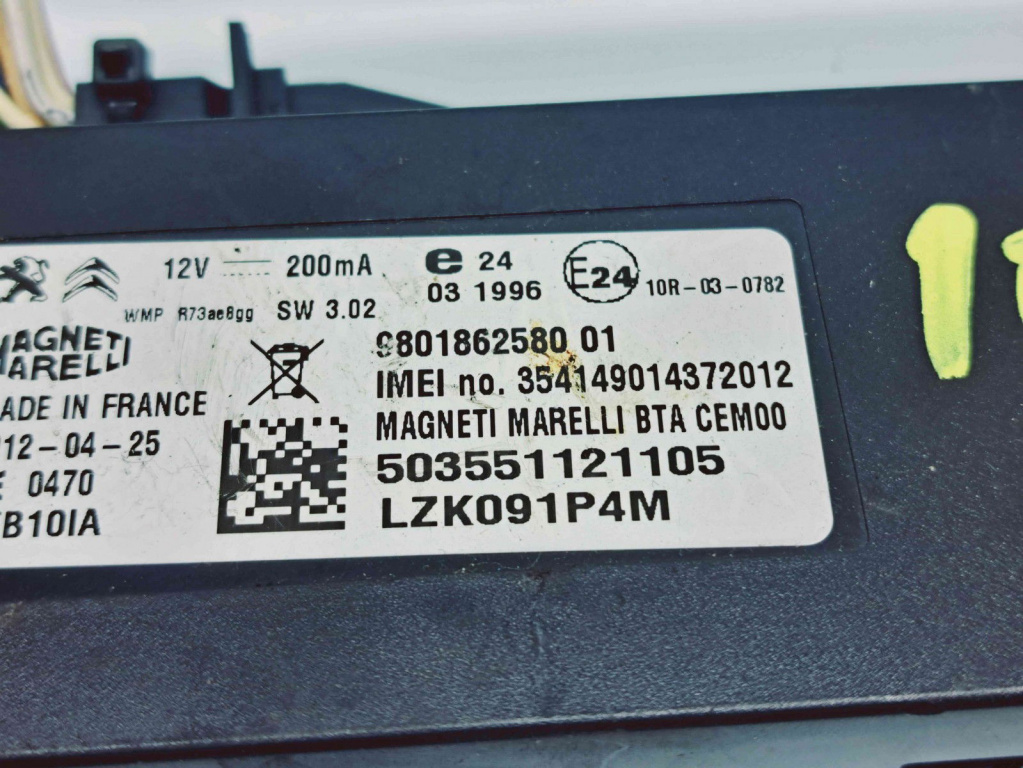 12V 200mA
e 24
03 1996
E24
10R-03-0782
WMP R73ae8gg SW 3.02
MAGNETI
MARELLI
9801862580 01
IMEI no. 354149014372012
MAGNETI MARELLI BTA CEM00
503551121105
LZK091P4M
ADE IN FRANCE
12-04-25
0470
B10IA